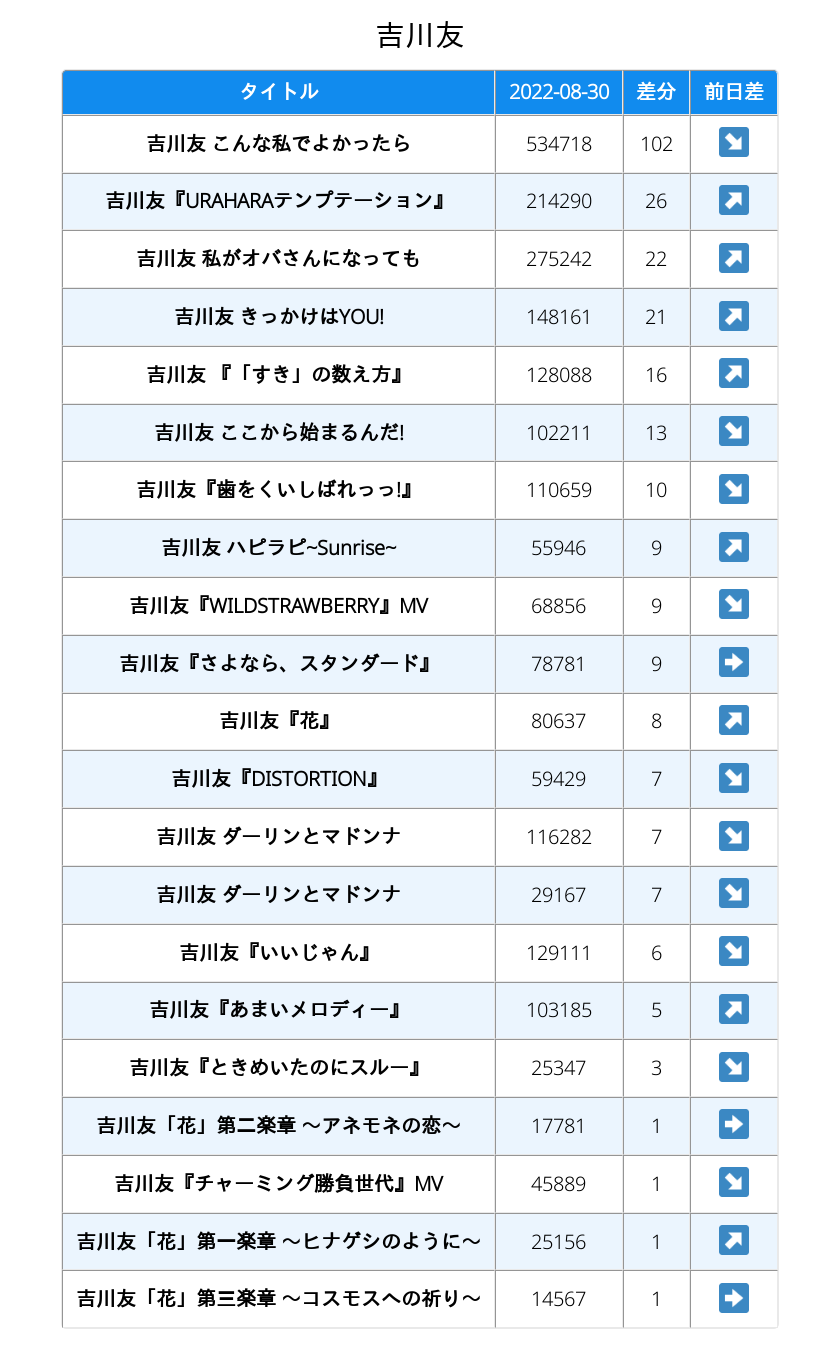 吉川友
タイトル 2022-08-30 差分 前日差
吉川友 こんな私でよかったら 534718 102 ↘
吉川友『URAHARAテンプテーション』 214290 26 ↗
吉川友 私がオバさんになっても 275242 22 ↗
吉川友 きっかけはYOU! 148161 21 ↗
吉川友 『「すき」の数え方』 128088 16 ↗
吉川友 ここから始まるんだ! 102211 13 ↘
吉川友『歯をくいしばれっっ!』 110659 10 ↘
吉川友 ハピラピ~Sunrise~ 55946 9 ↗
吉川友『WILDSTRAWBERRY』MV 68856 9 ↘
吉川友『さよなら、スタンダード』 78781 9 ➡
吉川友『花』 80637 8 ↗
吉川友『DISTORTION』 59429 7 ↘
吉川友 ダーリンとマドンナ 116282 7 ↘
吉川友 ダーリンとマドンナ 29167 7 ↘
吉川友『いいじゃん』 129111 6 ↘
吉川友『あまいメロディー』 103185 5 ↗
吉川友『ときめいたのにスルー』 25347 3 ↘
吉川友「花」第二楽章 〜アネモネの恋〜 17781 1 ➡
吉川友『チャーミング勝負世代』MV 45889 1 ↘
吉川友「花」第一楽章 〜ヒナゲシのように〜 25156 1 ↗
吉川友「花」第三楽章 〜コスモスへの祈り〜 14567 1 ➡